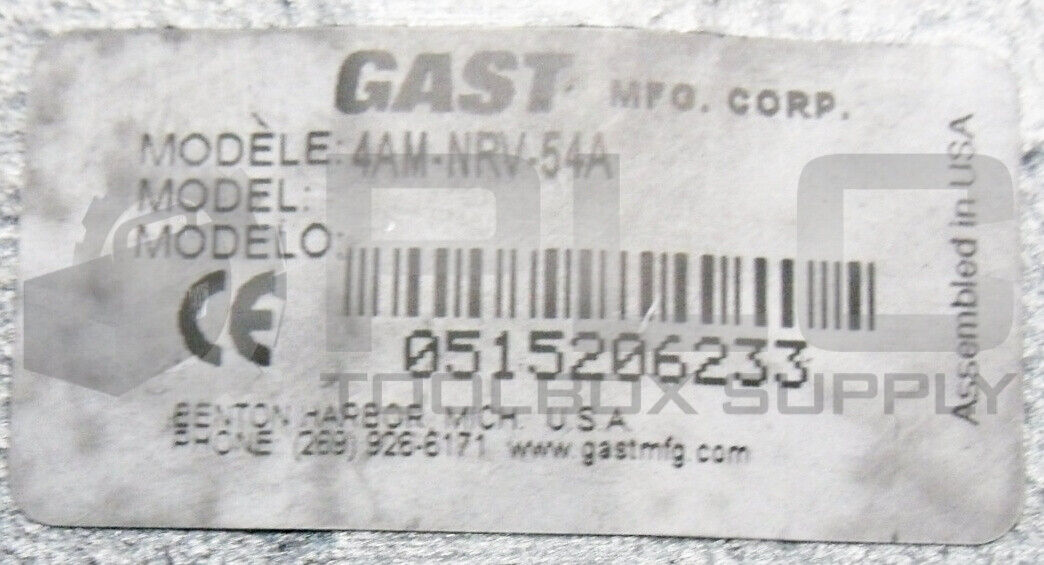 GAST MFG. CORP.
MODÈLE: 4AM-NRV-54A
MODEL:
MODELO:
CE
0515206233
BENTON HARBOR, MICH. U.S.A.
PHONE (269) 926-6171 www.gastmfg.com
Assembled in USA
PLC
TOOLBOX SUPPLY